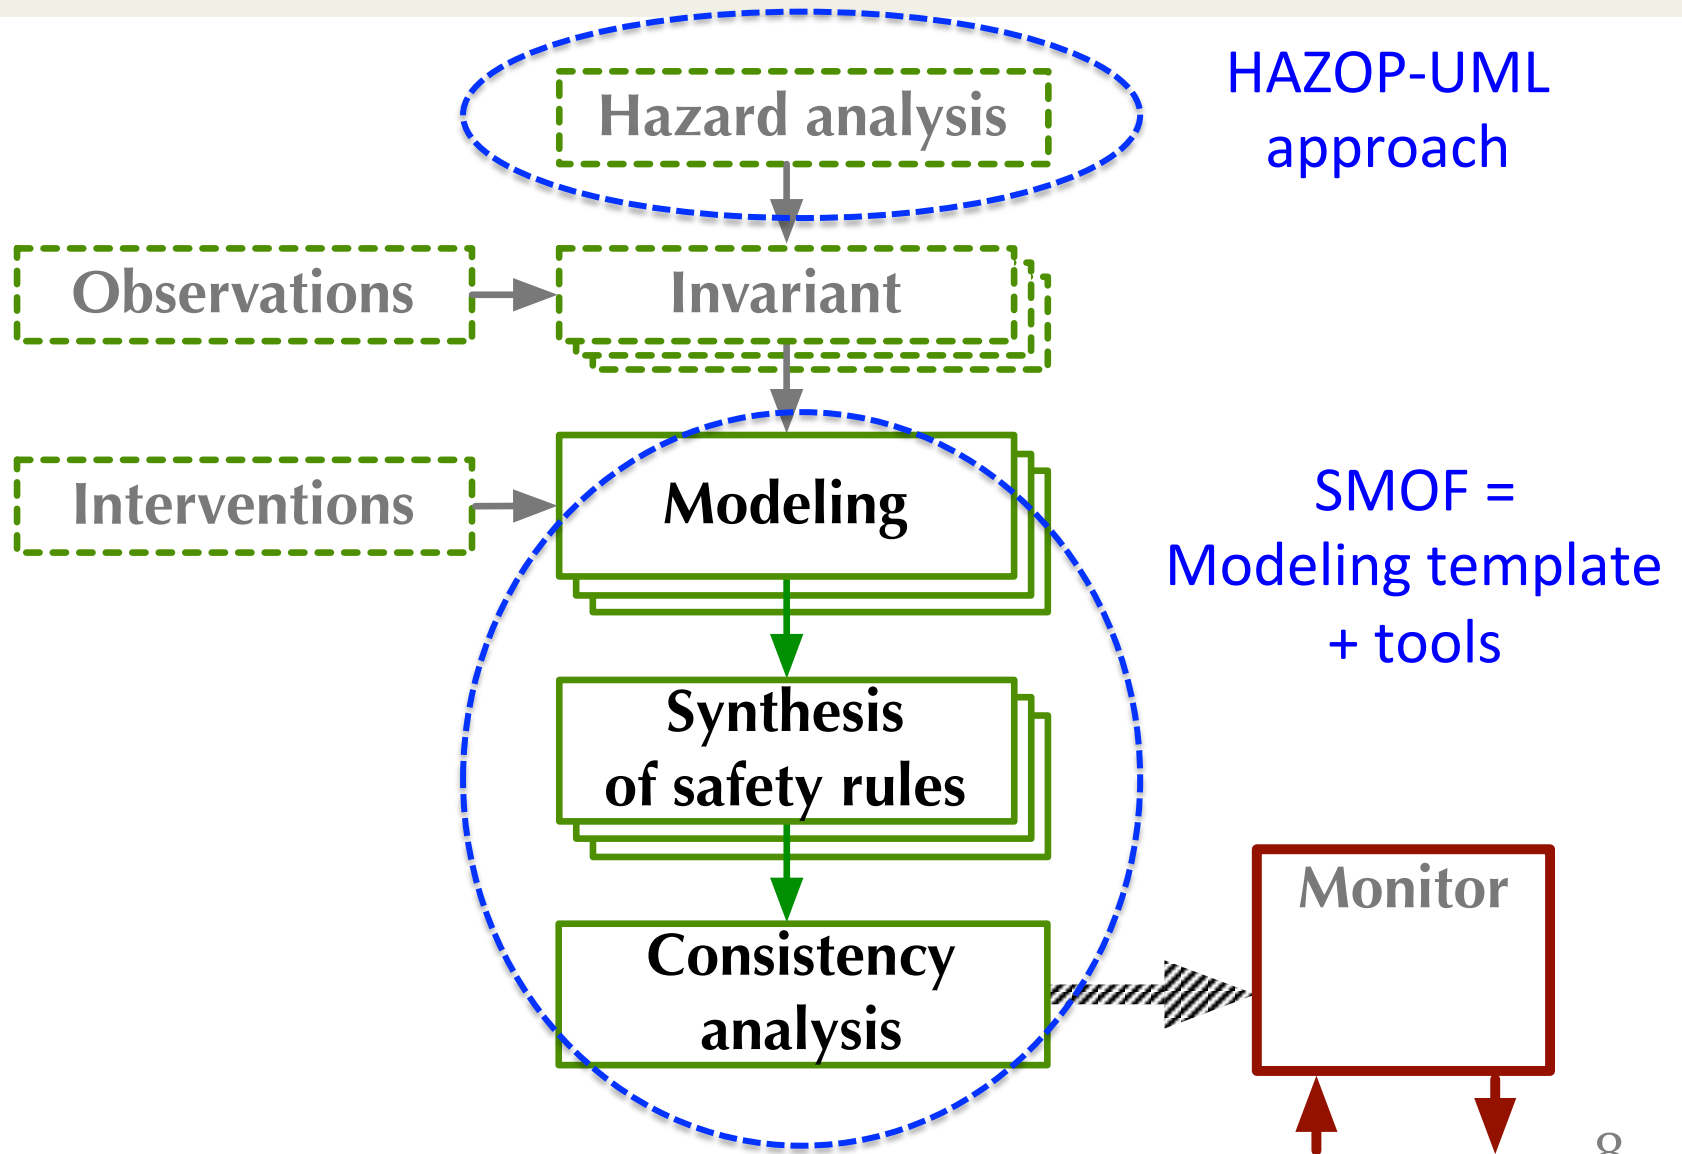 HAZOP-UML
approach
Hazard analysis
Observations
Invariant
Interventions
Modeling
SMOF =
Modeling template
+ tools
Synthesis
of safety rules
Monitor
Consistency
analysis
8